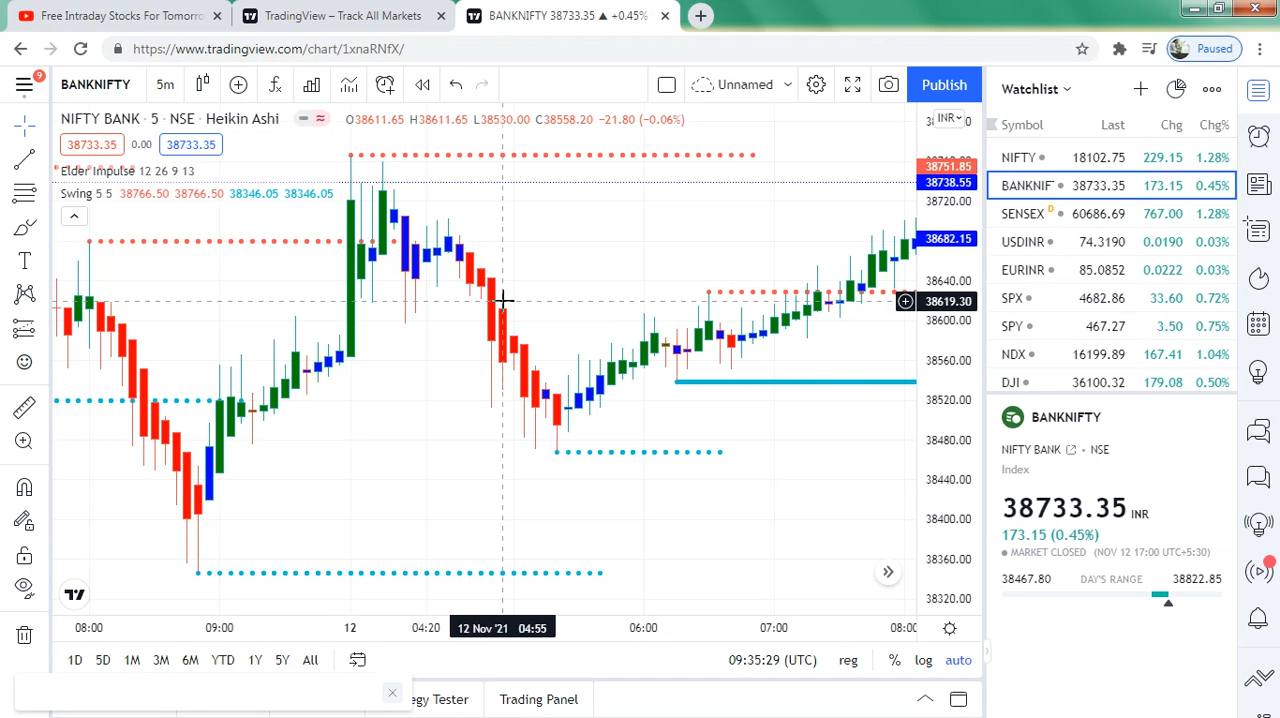 Free Intraday Stocks For Tomorro
TradingView – Track All Markets
BANKNIFTY 38733.35 ▲ +0.45%
https://www.tradingview.com/chart/1xnaRNfX/
Paused
9
BANKNIFTY
5m
Unnamed
Publish
NIFTY BANK · 5 · NSE · Heikin Ashi
O38611.65 H38611.65 L38530.00 C38558.20 -21.80 (-0.06%)
INR
38733.35
0.00
38733.35
Elder Impulse 12 26 9 13
Swing 5 5 38766.50 38766.50 38346.05 38346.05
38751.85
38738.55
38720.00
38682.15
38640.00
38619.30
38600.00
38560.00
38520.00
38480.00
38440.00
38400.00
38360.00
38320.00
08:00
09:00
12
04:20
12 Nov '21 04:55
06:00
07:00
08:00
1D
5D
1M
3M
6M
YTD
1Y
5Y
All
09:35:29 (UTC)
reg
%
log
auto
egy Tester
Trading Panel
Watchlist
Symbol Last Chg Chg%
NIFTY 18102.75 229.15 1.28%
BANKNIF 38733.35 173.15 0.45%
SENSEX D 60686.69 767.00 1.28%
USDINR 74.3190 0.0190 0.03%
EURINR 85.0852 0.0222 0.03%
SPX 4682.86 33.60 0.72%
SPY 467.27 3.50 0.75%
NDX 16199.89 167.41 1.04%
DJI 36100.32 179.08 0.50%
BANKNIFTY
NIFTY BANK · NSE
Index
38733.35 INR
173.15 (0.45%)
MARKET CLOSED (NOV 12 17:00 UTC+5:30)
38467.80 DAY'S RANGE 38822.85